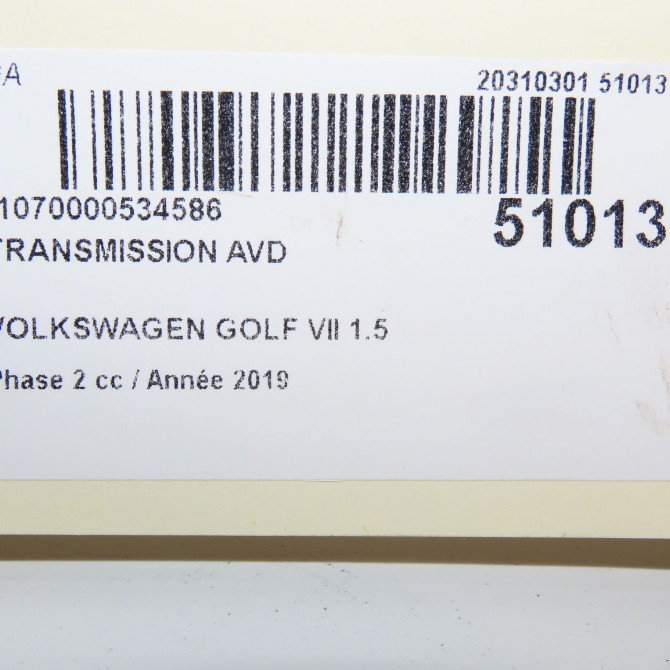 *A 20310301 51013
1070000534586 51013
TRANSMISSION AVD
VOLKSWAGEN GOLF VII 1.5
Phase 2 cc / Année 2019